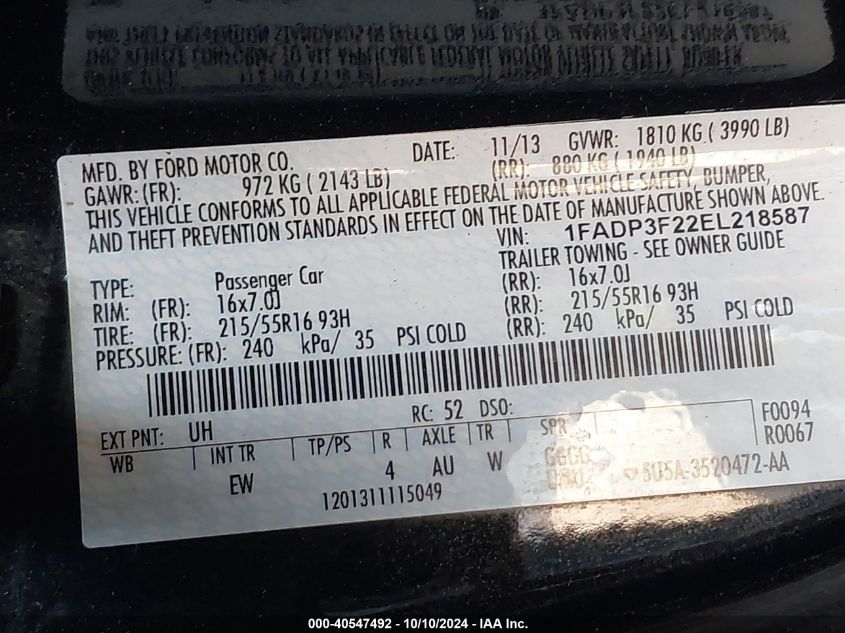 MFD. BY FORD MOTOR CO. DATE: 11/13 GVWR: 1810 KG ( 3990 LB)
GAWR: (FR): 972 KG ( 2143 LB) (RR): 880 KG ( 1940 LB)
THIS VEHICLE CONFORMS TO ALL APPLICABLE FEDERAL MOTOR VEHICLE SAFETY, BUMPER,
AND THEFT PREVENTION STANDARDS IN EFFECT ON THE DATE OF MANUFACTURE SHOWN ABOVE.
VIN: 1FADP3F22EL218587
TYPE: Passenger Car TRAILER TOWING - SEE OWNER GUIDE
RIM: (FR): 16x7.0J (RR): 16x7.0J
TIRE: (FR): 215/55R16 93H (RR): 215/55R16 93H
PRESSURE: (FR): 240 kPa/ 35 PSI COLD (RR): 240 kPa/ 35 PSI COLD
RC: 52 DSO:
EXT PNT: UH F0094
WB INT TR TP/PS R AXLE TR SPR R0067
EW 4 AU W
1201311115049 5U5A-3520472-AA
000-40547492 - 10/10/2024 - IAA Inc.